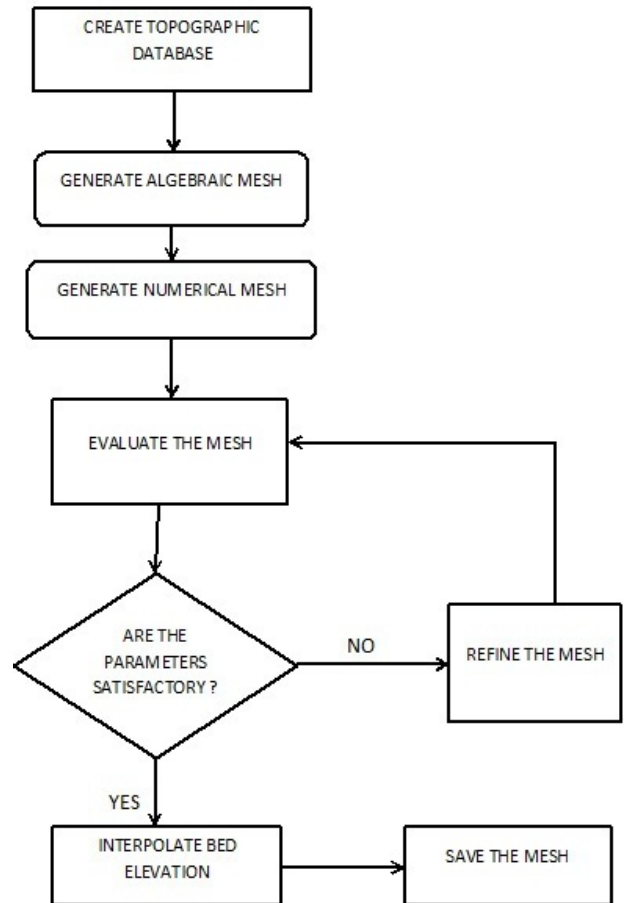 CREATE TOPOGRAPHIC
DATABASE
GENERATE ALGEBRAIC MESH
GENERATE NUMERICAL MESH
EVALUATE THE MESH
ARE THE
PARAMETERS
SATISFACTORY ?
NO
REFINE THE MESH
YES
INTERPOLATE BED
ELEVATION
SAVE THE MESH